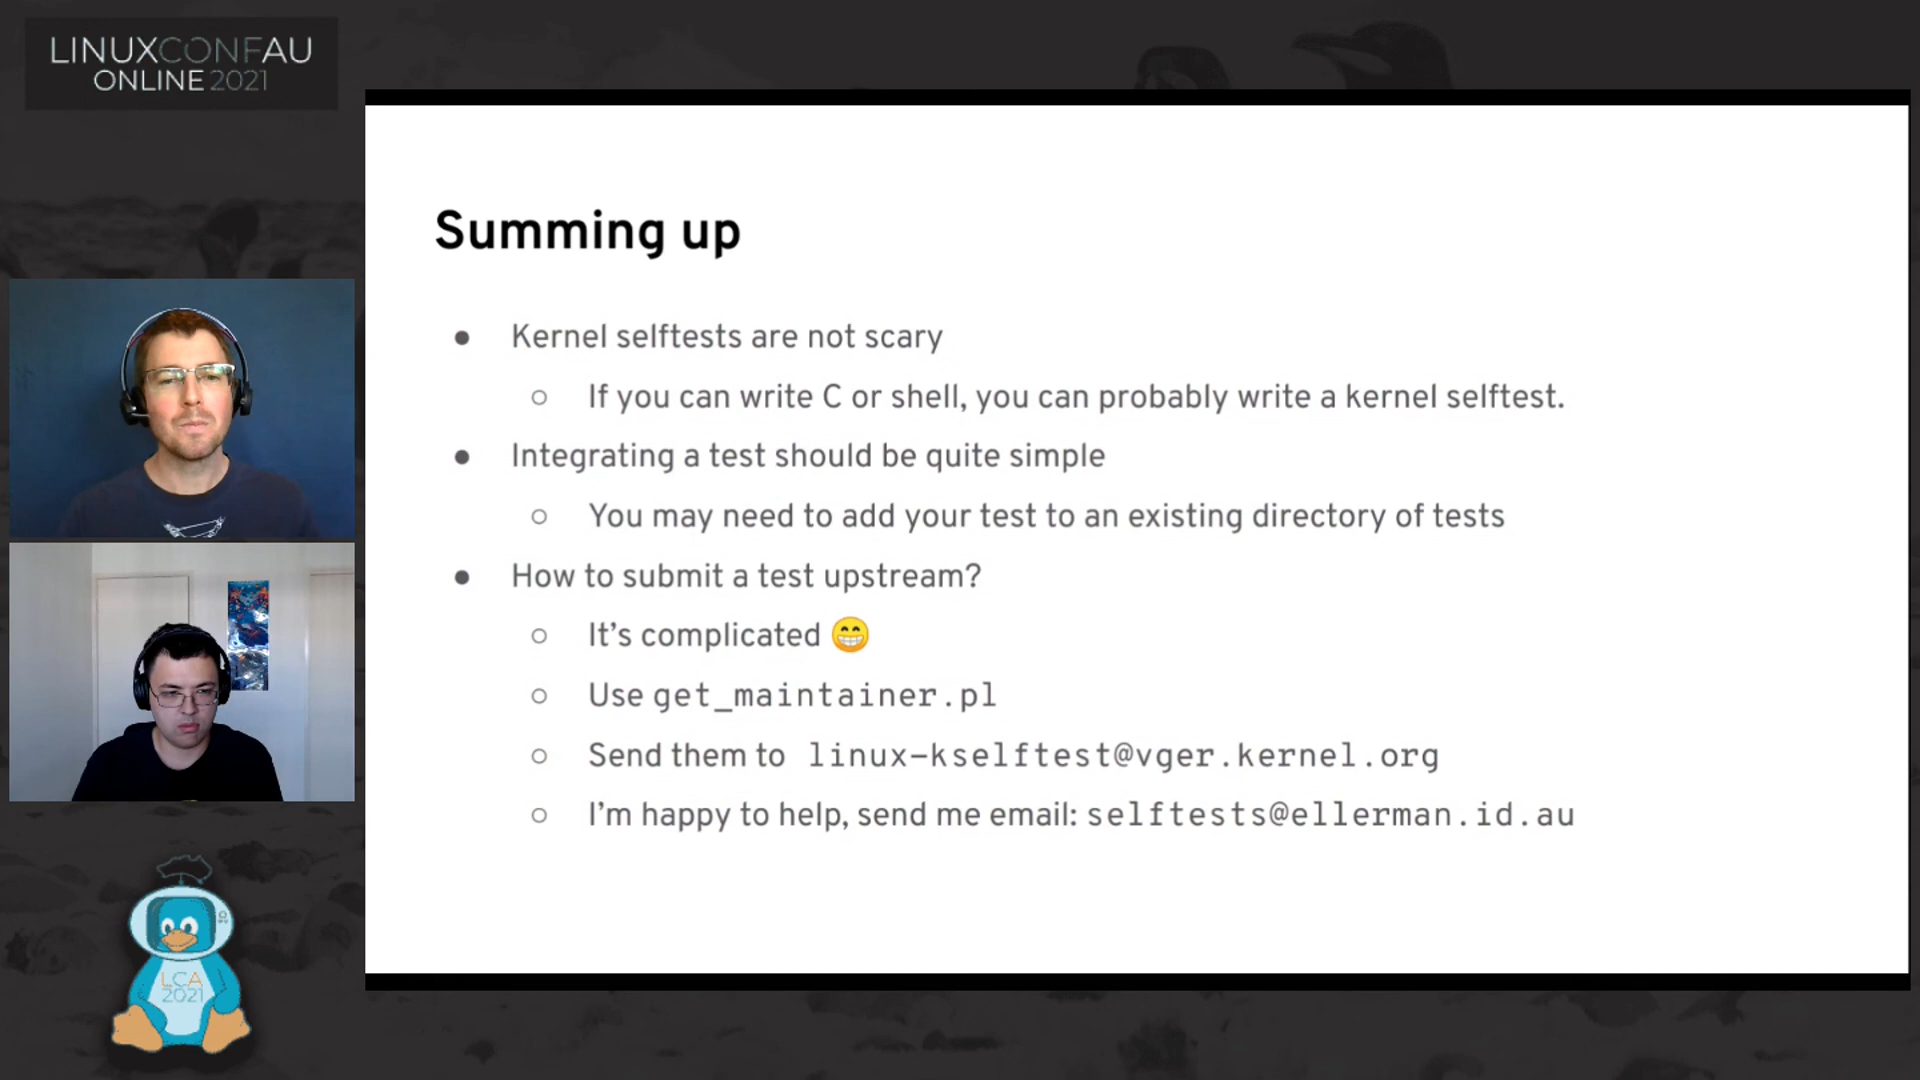 LINUXCONFAU
ONLINE 2021
Summing up
● Kernel selftests are not scary
○ If you can write C or shell, you can probably write a kernel selftest.
● Integrating a test should be quite simple
○ You may need to add your test to an existing directory of tests
● How to submit a test upstream?
○ It’s complicated 😁
○ Use get_maintainer.pl
○ Send them to linux-kselftest@vger.kernel.org
○ I’m happy to help, send me email: selftests@ellerman.id.au
LCA
2021